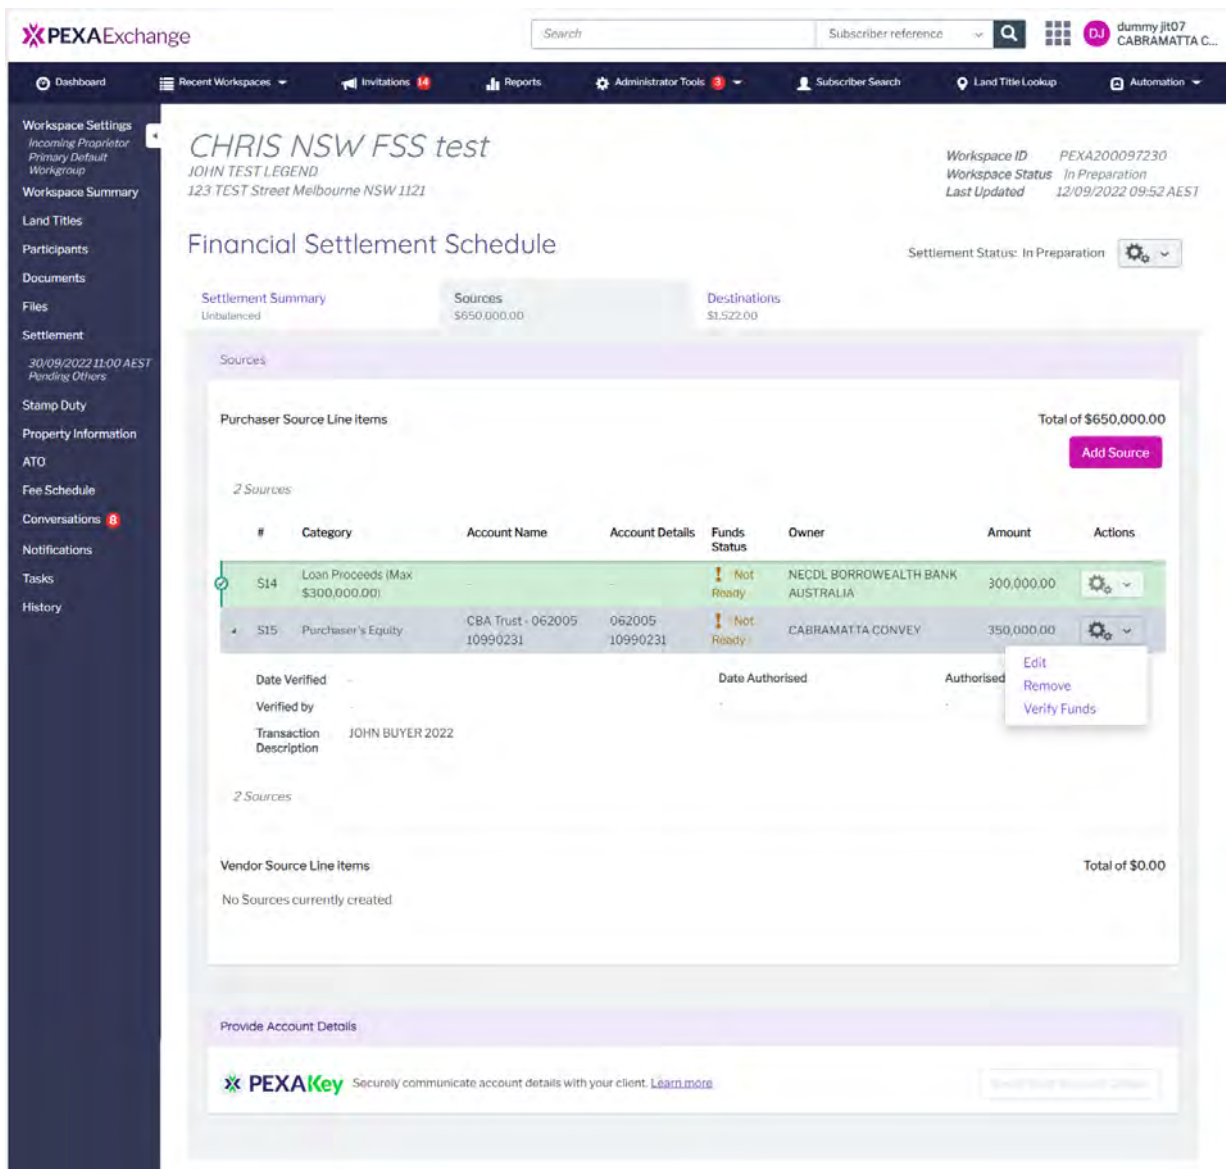 PEXAExchange
Search
Subscriber reference
DJ
dummy jit07
CABRAMATTA C...
Dashboard
Recent Workspaces
Invitations 14
Reports
Administrator Tools 3
Subscriber Search
Land Title Lookup
Automation
Workspace Settings
Incoming Proprietor
Primary Default
Workgroup
Workspace Summary
Land Titles
Participants
Documents
Files
Settlement
30/09/2022 11:00 AEST
Pending Others
Stamp Duty
Property Information
ATO
Fee Schedule
Conversations 8
Notifications
Tasks
History
CHRIS NSW FSS test
JOHN TEST LEGEND
123 TEST Street Melbourne NSW 1121
Workspace ID PEXA200097230
Workspace Status In Preparation
Last Updated 12/09/2022 09:52 AEST
Financial Settlement Schedule
Settlement Status: In Preparation
Settlement Summary
Unbalanced
Sources
$650,000.00
Destinations
$1,522.00
Sources
Purchaser Source Line items
Total of $650,000.00
Add Source
2 Sources
# Category Account Name Account Details Funds Status Owner Amount Actions
S14 Loan Proceeds (Max $300,000.00) - - ! Not Ready NECDL BORROWEALTH BANK AUSTRALIA 300,000.00
S15 Purchaser's Equity CBA Trust - 062005 10990231 062005 10990231 ! Not Ready CABRAMATTA CONVEY 350,000.00
Edit
Remove
Verify Funds
Date Verified -
Date Authorised
-
Authorised
-
Verified by -
Transaction Description JOHN BUYER 2022
2 Sources
Vendor Source Line items
Total of $0.00
No Sources currently created
Provide Account Details
PEXAKey Securely communicate account details with your client. Learn more